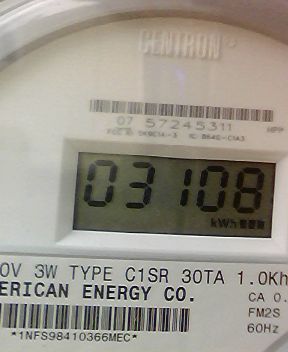 CENTRON®
07 57245311 HPP
03108
kWh
0V 3W TYPE C1SR 30TA 1.0Kh
ERICAN ENERGY CO. CA 0.
FM2S
60Hz
*1NFS98410366MEC*